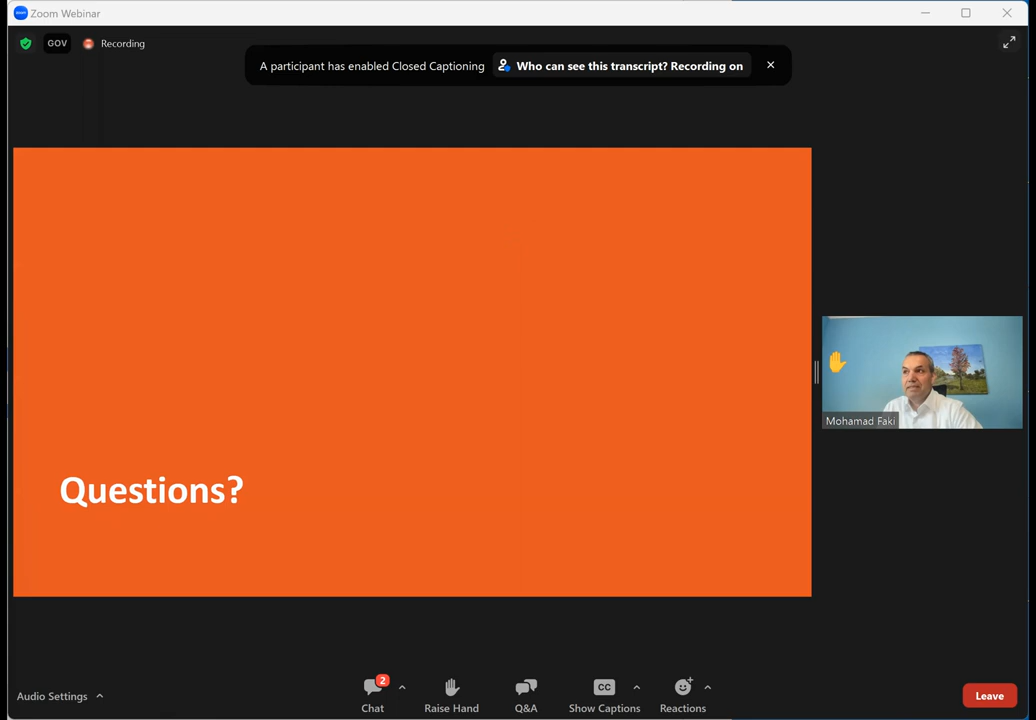 Zoom Webinar
GOV
Recording
A participant has enabled Closed Captioning
Who can see this transcript? Recording on
Questions?
Mohamad Faki
Audio Settings
2
Chat
Raise Hand
Q&A
CC
Show Captions
Reactions
Leave